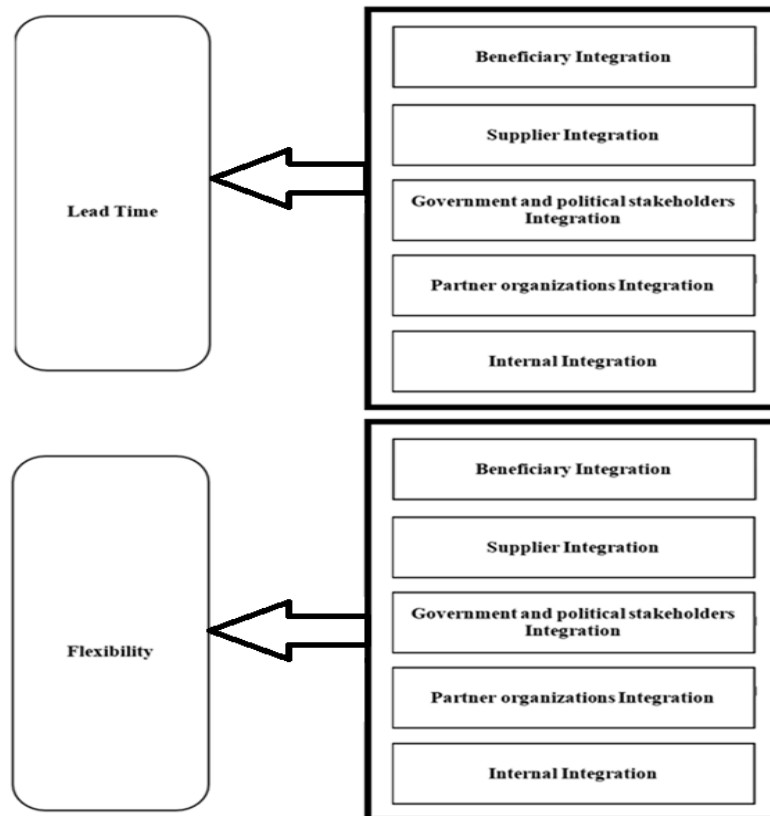 Lead Time
Beneficiary Integration
Supplier Integration
Government and political stakeholders
Integration
Partner organizations Integration
Internal Integration
Flexibility
Beneficiary Integration
Supplier Integration
Government and political stakeholders
Integration
Partner organizations Integration
Internal Integration